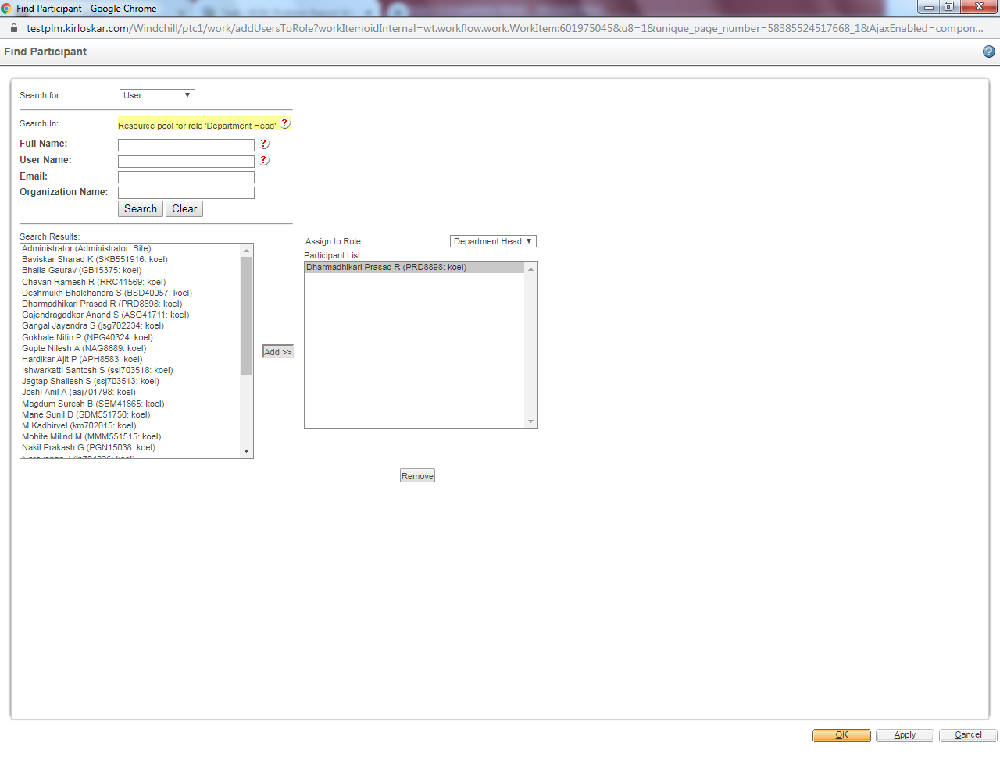 Find Participant - Google Chrome
testplm.kirloskar.com/Windchill/ptc1/work/addUsersToRole?workItemoidInternal=wt.workflow.work.WorkItem:601975045&u8=1&unique_page_number=58385524517668_1&AjaxEnabled=compon...
Find Participant
Search for: User
Search In: Resource pool for role 'Department Head'
Full Name:
User Name:
Email:
Organization Name:
Search Clear
Search Results:
Administrator (Administrator: Site)
Baviskar Sharad K (SKB551916: koel)
Bhalla Gaurav (GB15375: koel)
Chavan Ramesh R (RRC41569: koel)
Deshmukh Bhalchandra S (BSD40057: koel)
Dharmadhikari Prasad R (PRD8898: koel)
Gajendragadkar Anand S (ASG41711: koel)
Gangal Jayendra S (jsg702234: koel)
Gokhale Nitin P (NPG40324: koel)
Gupte Nilesh A (NAG8689: koel)
Hardikar Ajit P (APH8583: koel)
Ishwarkatti Santosh S (ssi703518: koel)
Jagtap Shailesh S (ssj703513: koel)
Joshi Anil A (aaj701798: koel)
Magdum Suresh B (SBM41865: koel)
Mane Sunil D (SDM551750: koel)
M Kadhirvel (km702015: koel)
Mohite Milind M (MMM551515: koel)
Nakil Prakash G (PGN15038: koel)
Add >>
Assign to Role: Department Head
Participant List:
Dharmadhikari Prasad R (PRD8898: koel)
Remove
OK Apply Cancel